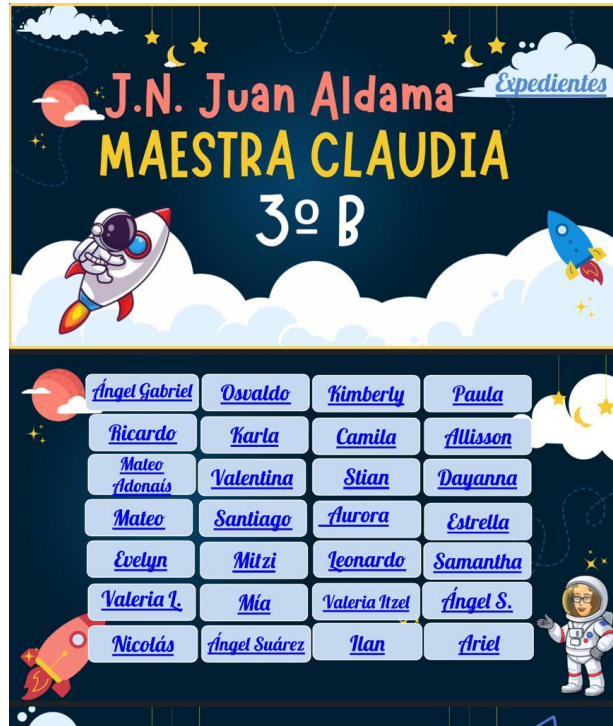 J.N. Juan Aldama
Expedientes
MAESTRA CLAUDIA
3º B
Ángel Gabriel Osvaldo Kimberly Paula
Ricardo Karla Camila Allisson
Mateo
Adonaís Valentina Stian Dayanna
Mateo Santiago Aurora Estrella
Evelyn Mitzi Leonardo Samantha
Valeria L. Mía Valeria Itzel Ángel S.
Nicolás Ángel Suárez Ilan Ariel